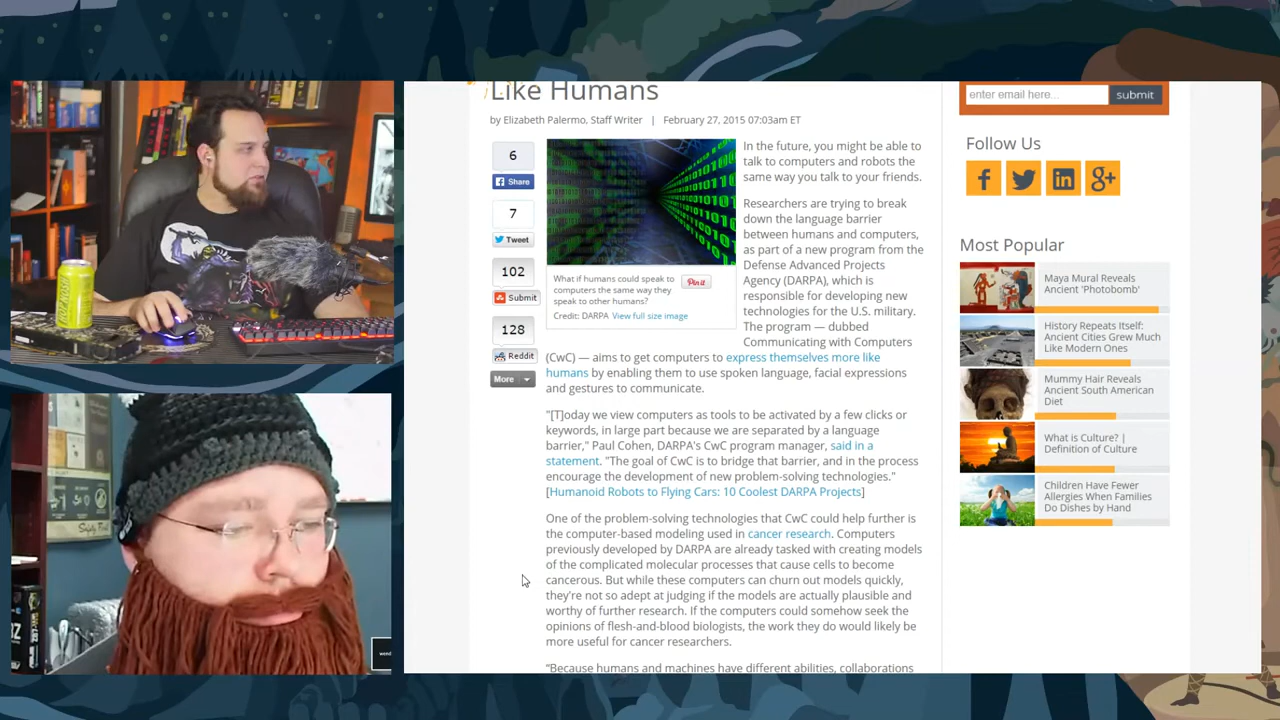 Like Humans
by Elizabeth Palermo, Staff Writer | February 27, 2015 07:03am ET
6
Share
7
Tweet
102
Submit
128
Reddit
More
What if humans could speak to
computers the same way they
speak to other humans?
Pin it
Credit: DARPA View full size image
In the future, you might be able to
talk to computers and robots the
same way you talk to your friends.
Researchers are trying to break
down the language barrier
between humans and computers,
as part of a new program from the
Defense Advanced Projects
Agency (DARPA), which is
responsible for developing new
technologies for the U.S. military.
The program — dubbed
Communicating with Computers
(CwC) — aims to get computers to express themselves more like
humans by enabling them to use spoken language, facial expressions
and gestures to communicate.
"[T]oday we view computers as tools to be activated by a few clicks or
keywords, in large part because we are separated by a language
barrier," Paul Cohen, DARPA's CwC program manager, said in a
statement. "The goal of CwC is to bridge that barrier, and in the process
encourage the development of new problem-solving technologies."
[Humanoid Robots to Flying Cars: 10 Coolest DARPA Projects]
One of the problem-solving technologies that CwC could help further is
the computer-based modeling used in cancer research. Computers
previously developed by DARPA are already tasked with creating models
of the complicated molecular processes that cause cells to become
cancerous. But while these computers can churn out models quickly,
they're not so adept at judging if the models are actually plausible and
worthy of further research. If the computers could somehow seek the
opinions of flesh-and-blood biologists, the work they do would likely be
more useful for cancer researchers.
"Because humans and machines have different abilities, collaborations
enter email here...
submit
Follow Us
Most Popular
Maya Mural Reveals
Ancient 'Photobomb'
History Repeats Itself:
Ancient Cities Grew Much
Like Modern Ones
Mummy Hair Reveals
Ancient South American
Diet
What is Culture? |
Definition of Culture
Children Have Fewer
Allergies When Families
Do Dishes by Hand